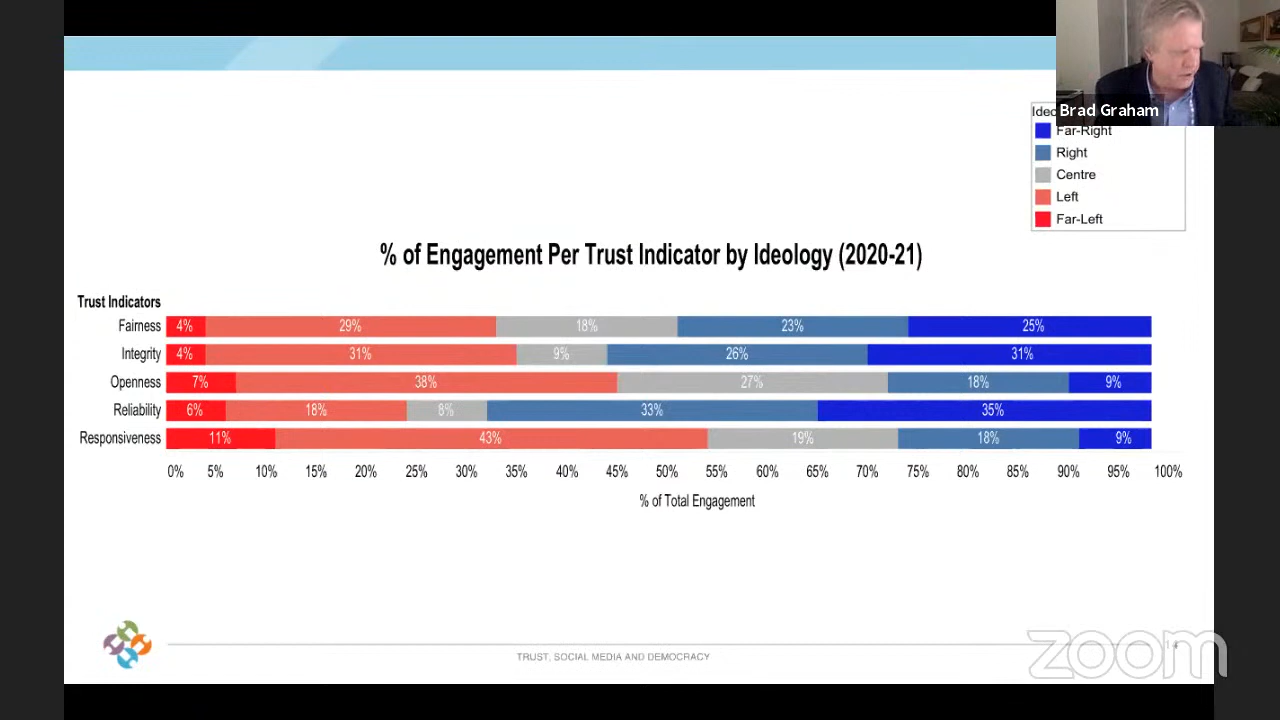 Brad Graham
Ideo
Far-Right
Right
Centre
Left
Far-Left
% of Engagement Per Trust Indicator by Ideology (2020-21)
Trust Indicators
Fairness 4% 29% 18% 23% 25%
Integrity 4% 31% 9% 26% 31%
Openness 7% 38% 27% 18% 9%
Reliability 6% 18% 8% 33% 35%
Responsiveness 11% 43% 19% 18% 9%
0% 5% 10% 15% 20% 25% 30% 35% 40% 45% 50% 55% 60% 65% 70% 75% 80% 85% 90% 95% 100%
% of Total Engagement
TRUST, SOCIAL MEDIA AND DEMOCRACY
zoom